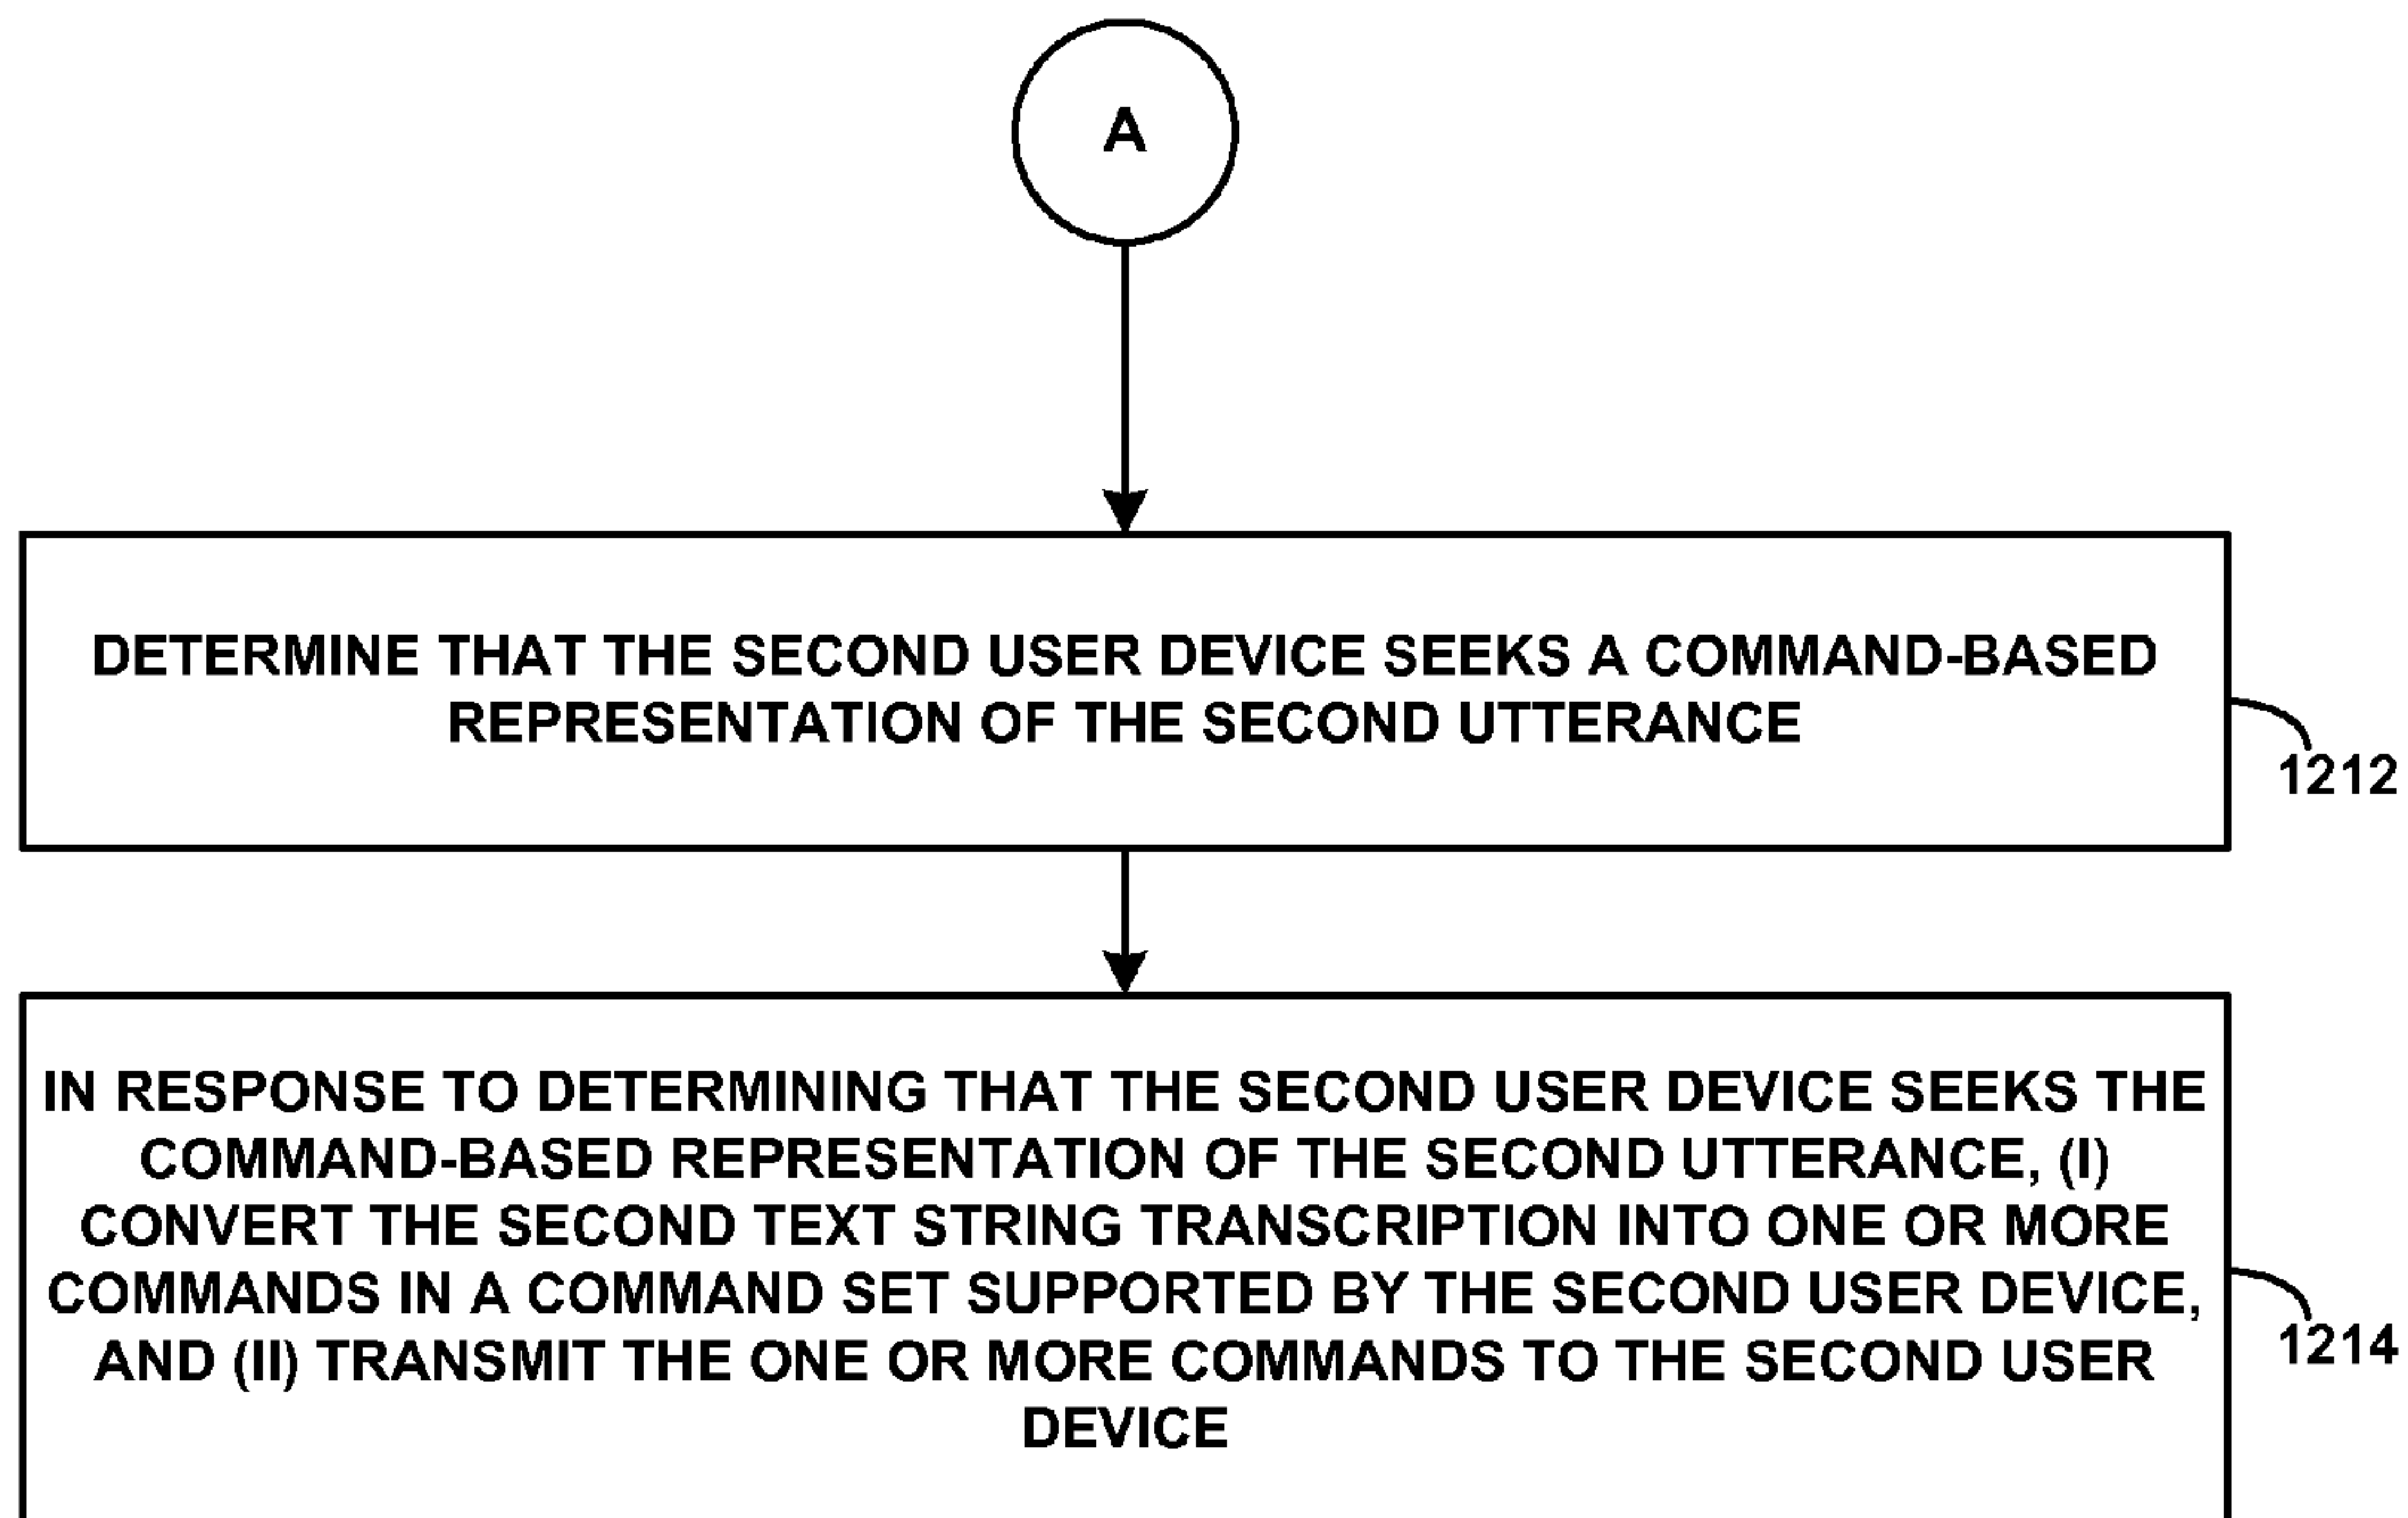 A
DETERMINE THAT THE SECOND USER DEVICE SEEKS A COMMAND-BASED
REPRESENTATION OF THE SECOND UTTERANCE
1212
IN RESPONSE TO DETERMINING THAT THE SECOND USER DEVICE SEEKS THE
COMMAND-BASED REPRESENTATION OF THE SECOND UTTERANCE, (I)
CONVERT THE SECOND TEXT STRING TRANSCRIPTION INTO ONE OR MORE
COMMANDS IN A COMMAND SET SUPPORTED BY THE SECOND USER DEVICE,
AND (II) TRANSMIT THE ONE OR MORE COMMANDS TO THE SECOND USER
DEVICE
1214